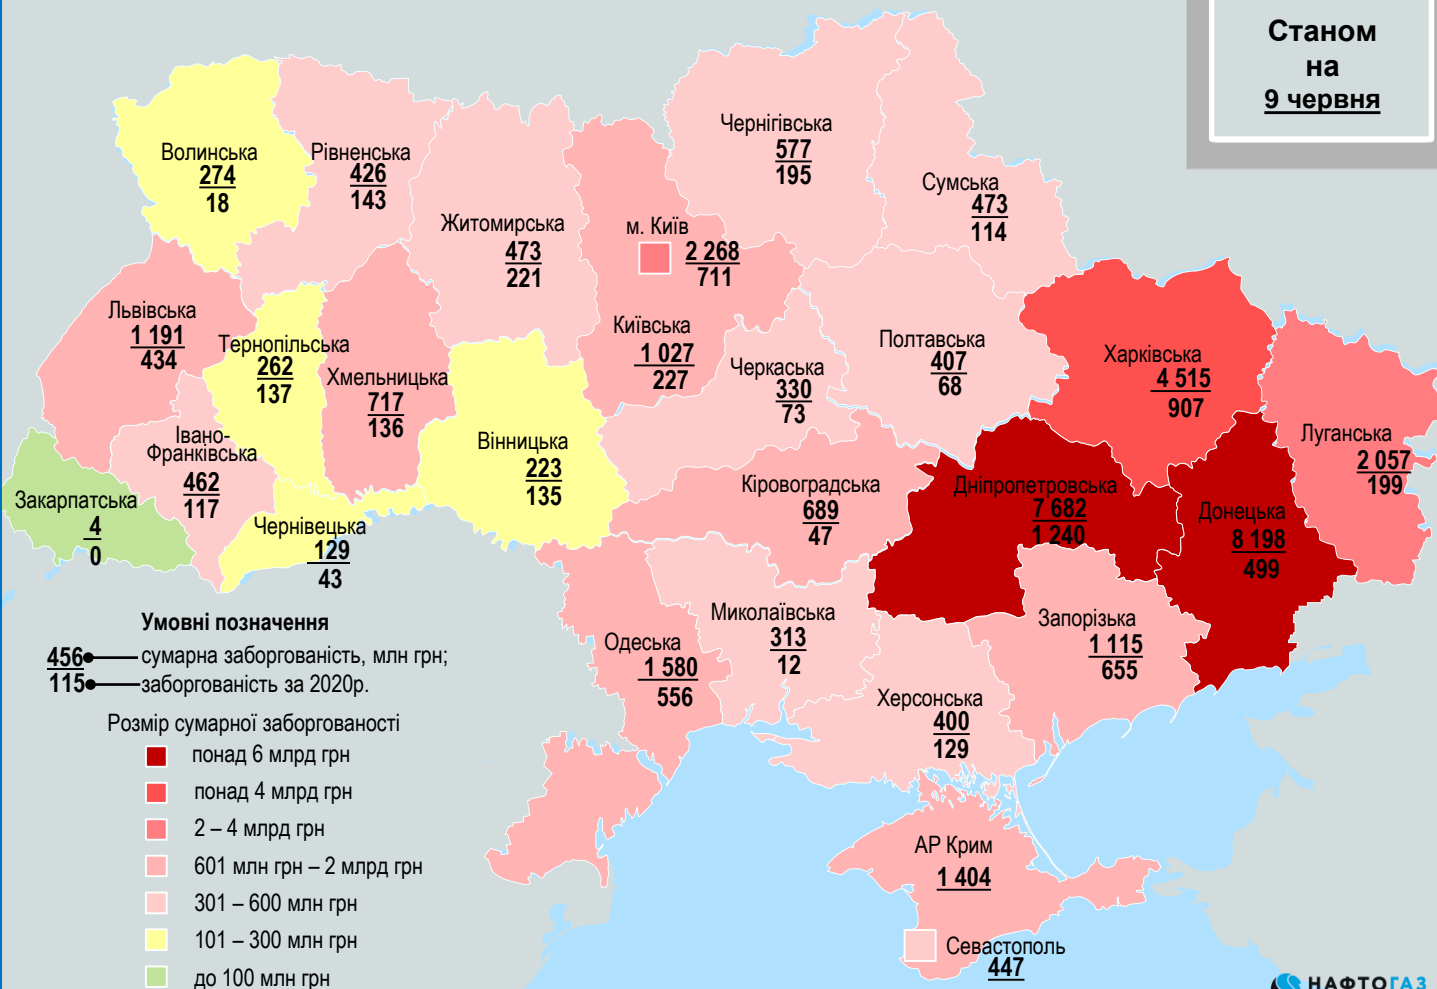 Станом
на
9 червня
Чернігівська
577
195
Волинська
274
18
Рівненська
426
143
Сумська
473
114
Житомирська
473
221
м. Київ
2 268
711
Львівська
1 191
434
Тернопільська
262
137
Хмельницька
717
136
Київська
1 027
227
Черкаська
330
73
Полтавська
407
68
Харківська
4 515
907
Луганська
2 057
199
Івано-
Франківська
462
117
Вінницька
223
135
Закарпатська
4
0
Чернівецька
129
43
Кіровоградська
689
47
Дніпропетровська
7 682
1 240
Донецька
8 198
499
Одеська
1 580
556
Миколаївська
313
12
Запорізька
1 115
655
Херсонська
400
129
АР Крим
1 404
Севастополь
447
Умовні позначення
456 сумарна заборгованість, млн грн;
115 заборгованість за 2020р.
Розмір сумарної заборгованості
понад 6 млрд грн
понад 4 млрд грн
2 – 4 млрд грн
601 млн грн – 2 млрд грн
301 – 600 млн грн
101 – 300 млн грн
до 100 млн грн
НАФТОГАЗ